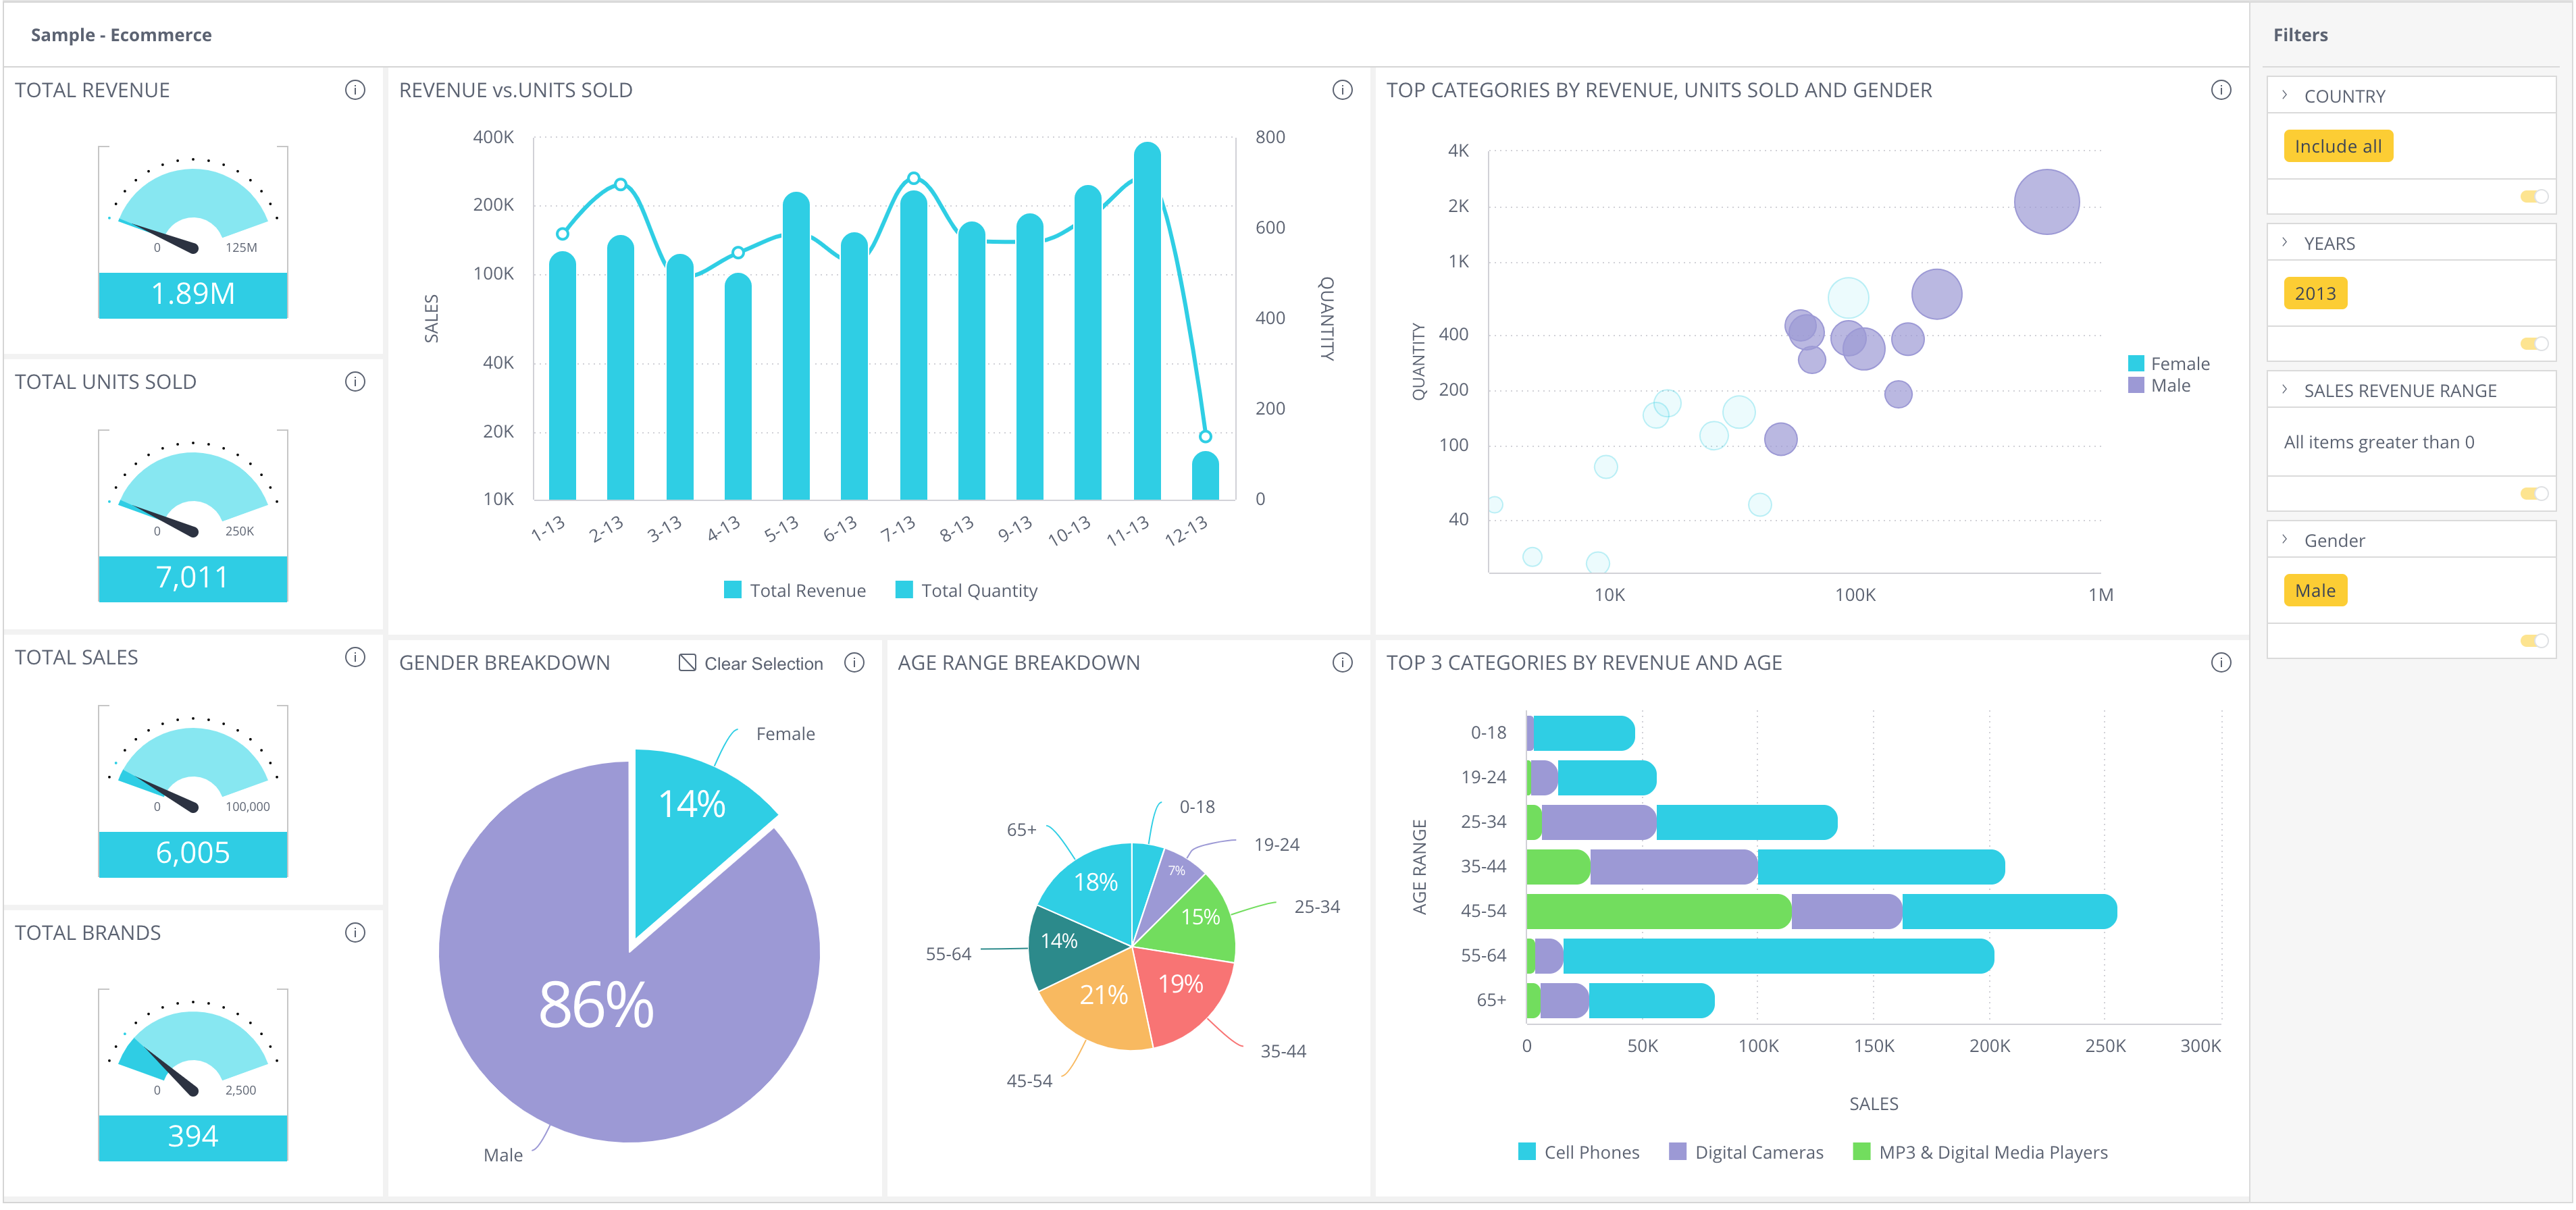 Sample - Ecommerce
Filters
TOTAL REVENUE
0
125M
1.89M
TOTAL UNITS SOLD
0
250K
7,011
TOTAL SALES
0
100,000
6,005
TOTAL BRANDS
0
2,500
394
REVENUE vs.UNITS SOLD
400K
200K
100K
40K
20K
10K
SALES
800
600
400
200
0
QUANTITY
1-13
2-13
3-13
4-13
5-13
6-13
7-13
8-13
9-13
10-13
11-13
12-13
Total Revenue
Total Quantity
TOP CATEGORIES BY REVENUE, UNITS SOLD AND GENDER
4K
2K
1K
400
200
100
40
QUANTITY
10K
100K
1M
Female
Male
GENDER BREAKDOWN
Clear Selection
Female
14%
86%
Male
AGE RANGE BREAKDOWN
0-18
19-24
7%
25-34
15%
35-44
19%
45-54
21%
55-64
14%
65+
18%
TOP 3 CATEGORIES BY REVENUE AND AGE
AGE RANGE
0-18
19-24
25-34
35-44
45-54
55-64
65+
0
50K
100K
150K
200K
250K
300K
SALES
Cell Phones
Digital Cameras
MP3 & Digital Media Players
COUNTRY
Include all
YEARS
2013
SALES REVENUE RANGE
All items greater than 0
Gender
Male